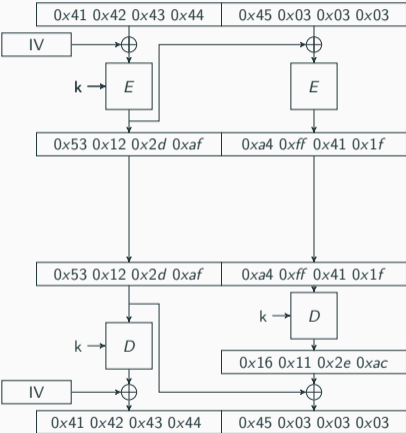 0x41 0x42 0x43 0x44 0x45 0x03 0x03 0x03
IV
k E E
0x53 0x12 0x2d 0xaf 0xa4 0xff 0x41 0x1f
0x53 0x12 0x2d 0xaf 0xa4 0xff 0x41 0x1f
k D
k D
0x16 0x11 0x2e 0xac
IV
0x41 0x42 0x43 0x44 0x45 0x03 0x03 0x03